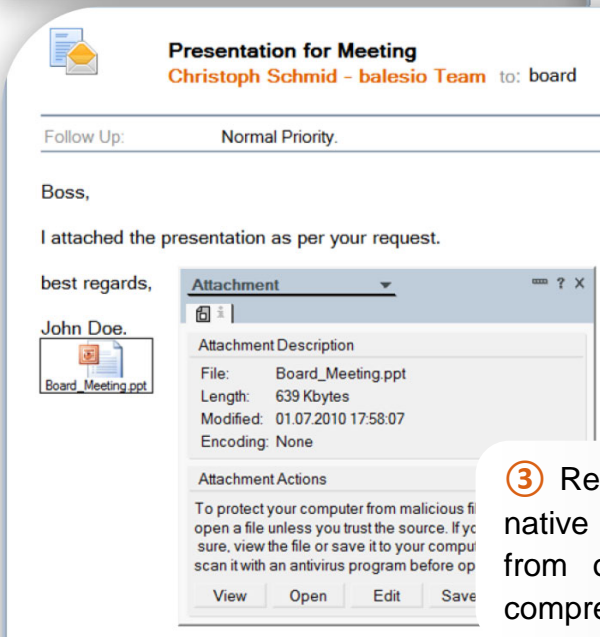 Presentation for Meeting
Christoph Schmid - balesio Team to: board
Follow Up: Normal Priority.
Boss,
I attached the presentation as per your request.
best regards,
John Doe.
Board_Meeting.ppt
Attachment
? X
i
Attachment Description
File: Board_Meeting.ppt
Length: 639 Kbytes
Modified: 01.07.2010 17:58:07
Encoding: None
Attachment Actions
To protect your computer from malicious
open a file unless you trust the source. If
sure, view the file or save it to your
scan it with an antivirus program before
View Open Edit Save
③
native
from